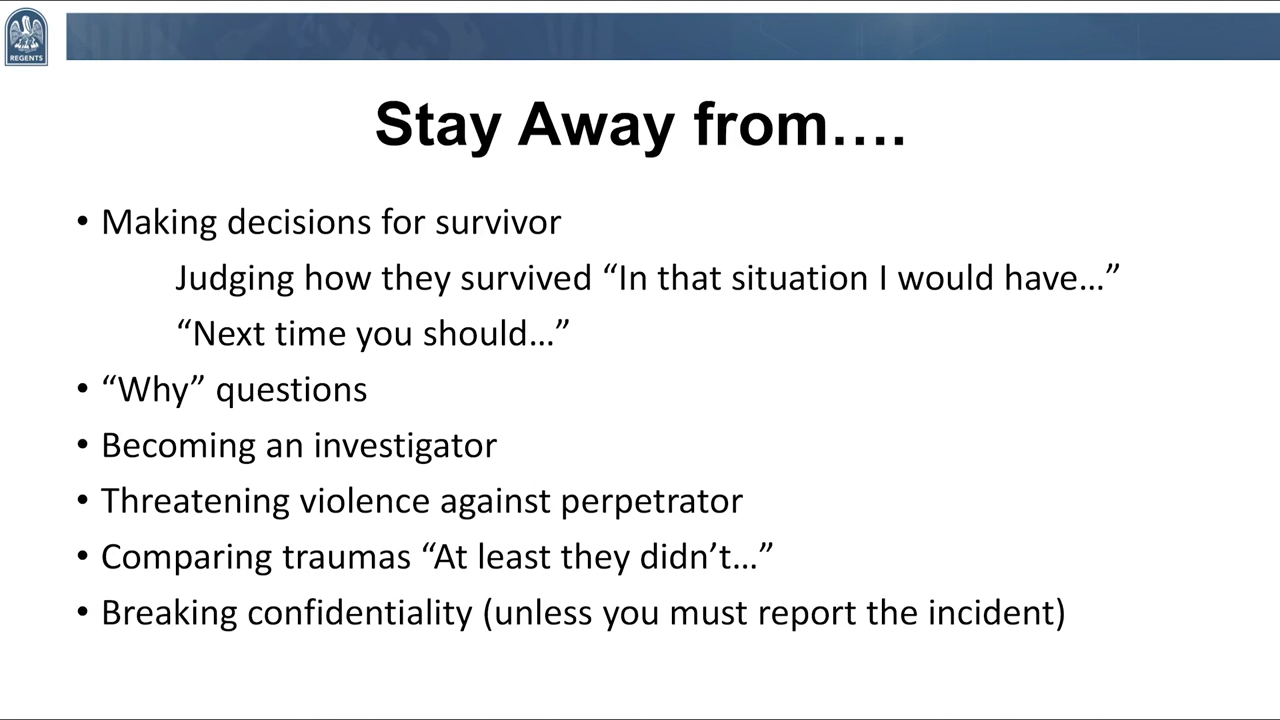 REGENTS
Stay Away from....
• Making decisions for survivor
Judging how they survived “In that situation I would have…”
“Next time you should…”
• “Why” questions
• Becoming an investigator
• Threatening violence against perpetrator
• Comparing traumas “At least they didn’t…”
• Breaking confidentiality (unless you must report the incident)